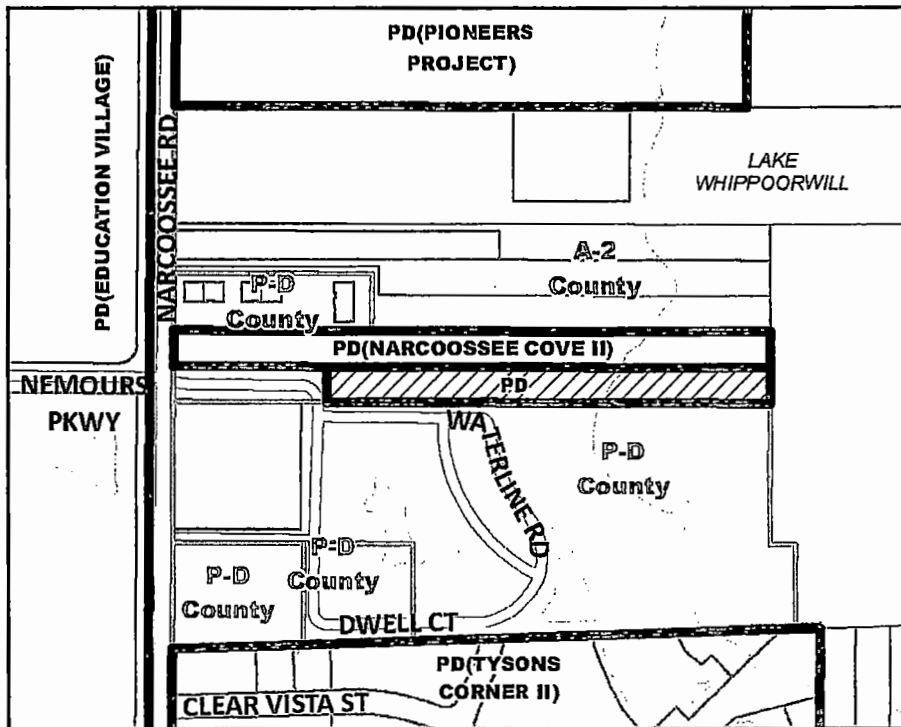 PD(PIONEERS
PROJECT)
PD(EDUCATION VILLAGE)
NARCOOSSEE RD
LAKE
WHIPPOORWILL
A-2
County
P-D
County
PD(NARCOOSSEE COVE II)
NEMOURS
PKWY
PD
WATERLINE RD
P-D
County
P-D
County
P-D
County
DWELL CT
PD(TYSONS
CORNER II)
CLEAR VISTA ST